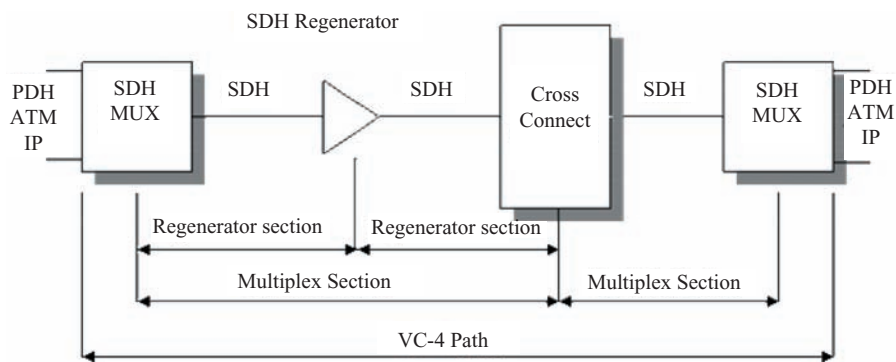 SDH Regenerator
PDH
ATM
IP
SDH
MUX
SDH
SDH
Cross
Connect
SDH
SDH
MUX
PDH
ATM
IP
Regenerator section
Regenerator section
Multiplex Section
Multiplex Section
VC-4 Path